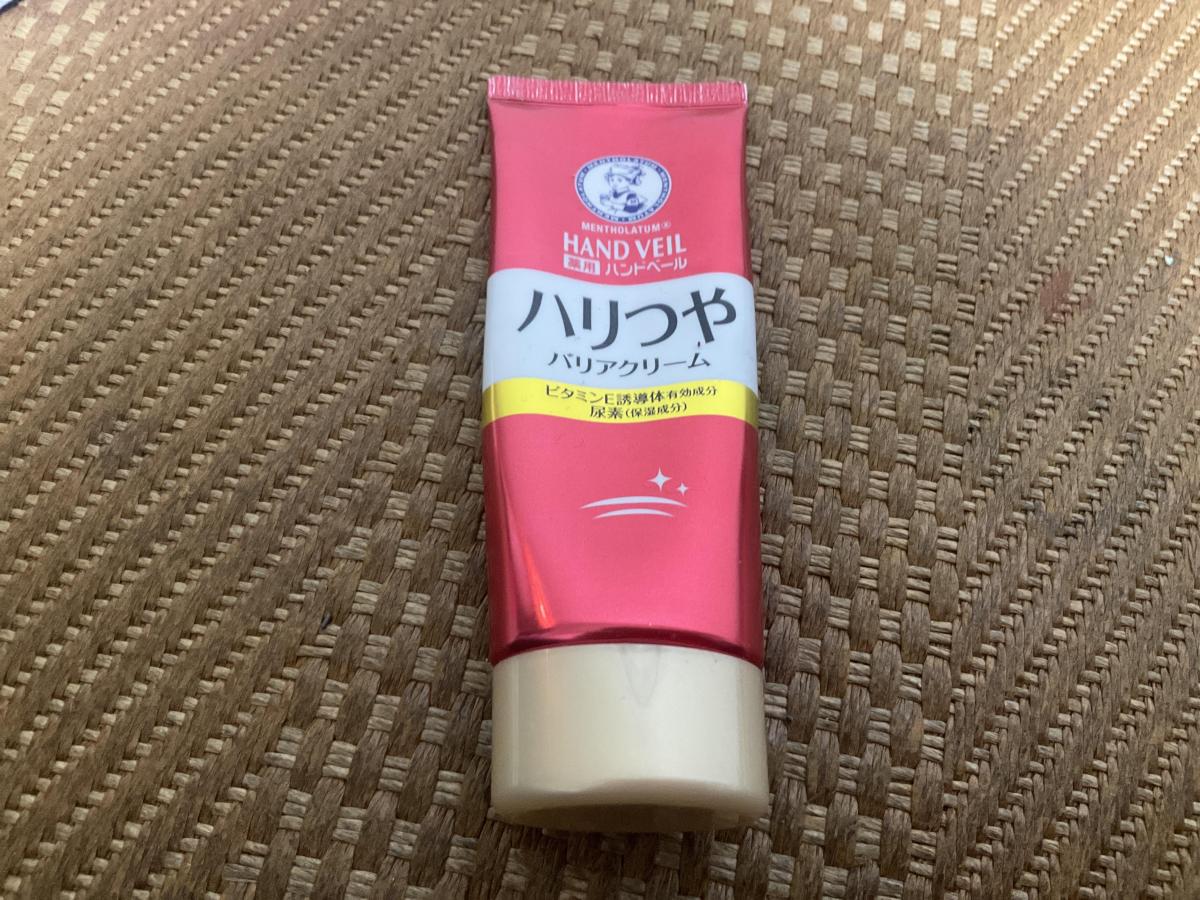 MENTHOLATUM
MENTHOLATUM®
HAND VEIL
薬用 ハンドベール
ハリつや
バリアクリーム
ビタミンE誘導体有効成分
尿素(保湿成分)